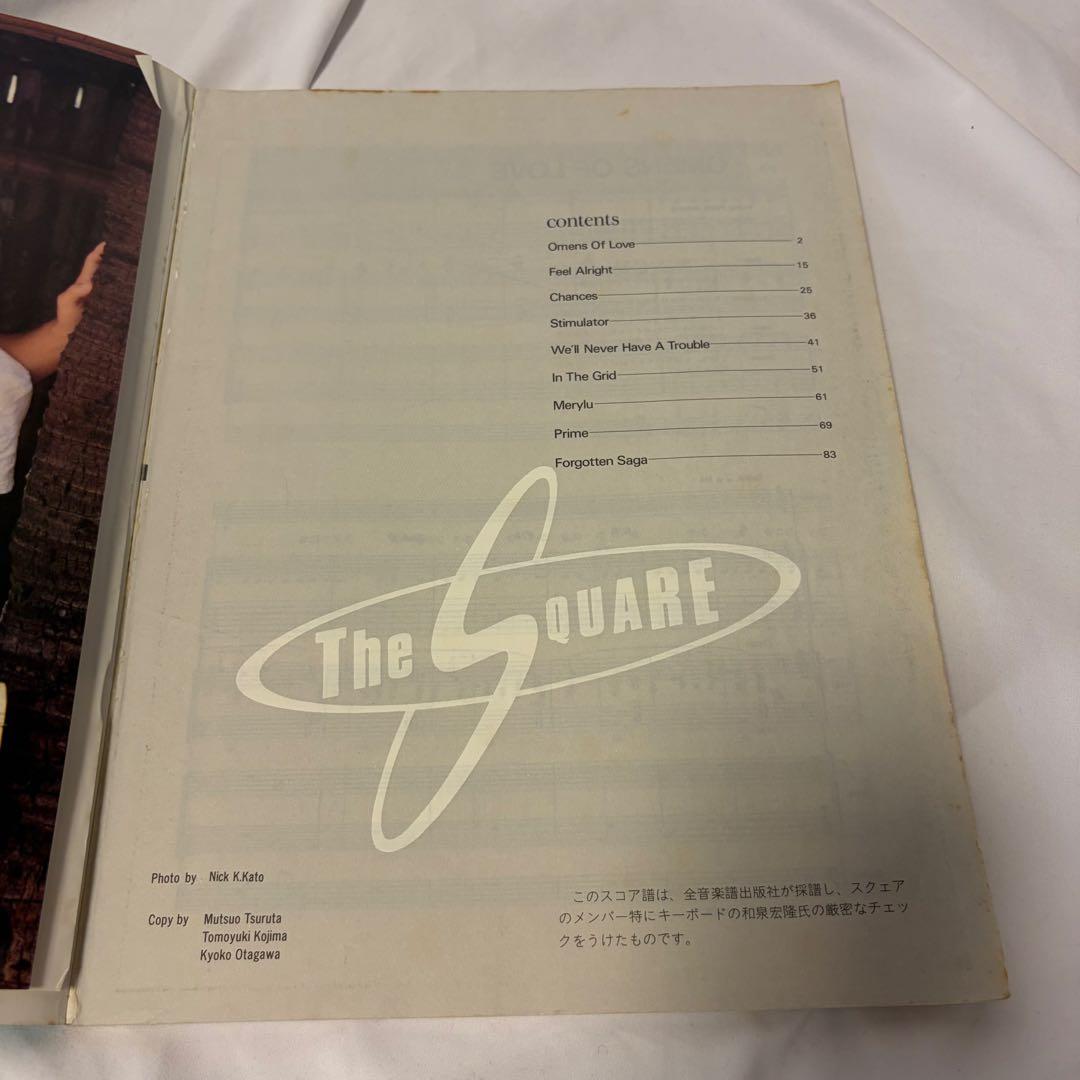 contents
Omens Of Love 2
Feel Alright 15
Chances 25
Stimulator 36
We'll Never Have A Trouble 41
In The Grid 51
Merylu 61
Prime 69
Forgotten Saga 83
The SQUARE
Photo by Nick K.Kato
Copy by Mutsuo Tsuruta
Tomoyuki Kojima
Kyoko Otagawa
このスコア譜は、全音楽譜出版社が採譜し、スクェア
のメンバー特にキーボードの和泉宏隆氏の厳密なチェッ
クをうけたものです。